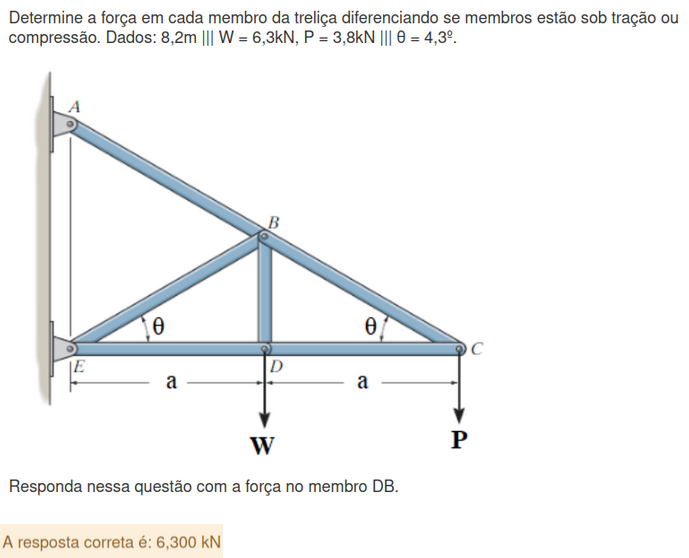 Determine a força em cada membro da treliça diferenciando se membros estão sob tração ou
compressão. Dados: 8,2m ||| W = 6,3kN, P = 3,8kN ||| θ = 4,3º.
A
B
θ
θ
C
E
D
a
a
W
P
Responda nessa questão com a força no membro DB.
A resposta correta é: 6,300 kN